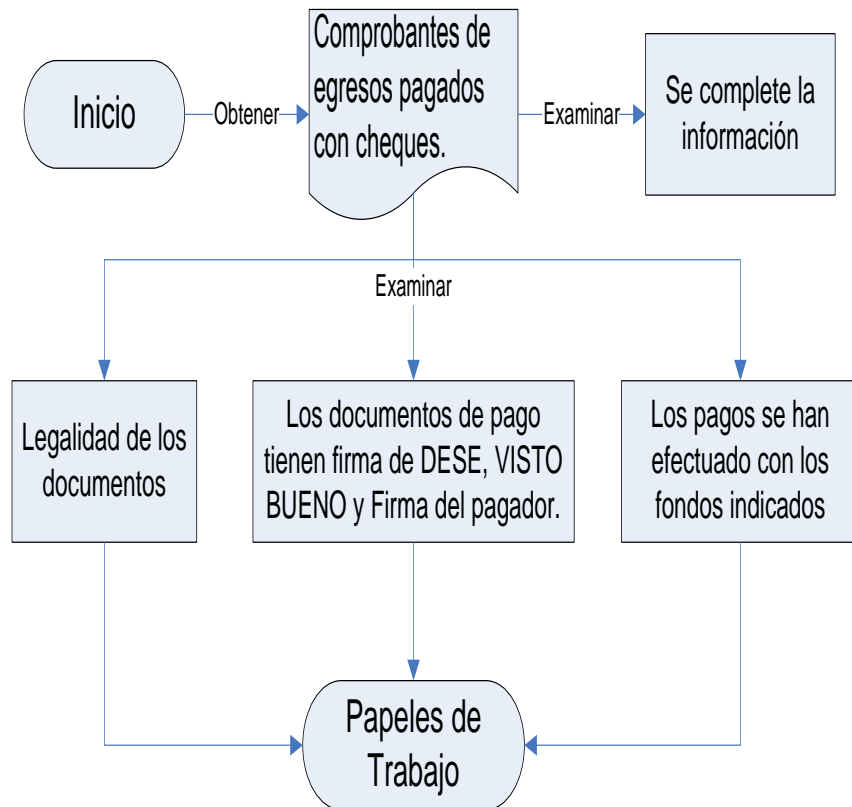 Inicio
Obtener
Comprobantes de
egresos pagados
con cheques.
Examinar
Se complete la
información
Examinar
Legalidad de los
documentos
Los documentos de pago
tienen firma de DESE, VISTO
BUENO y Firma del pagador.
Los pagos se han
efectuado con los
fondos indicados
Papeles de
Trabajo